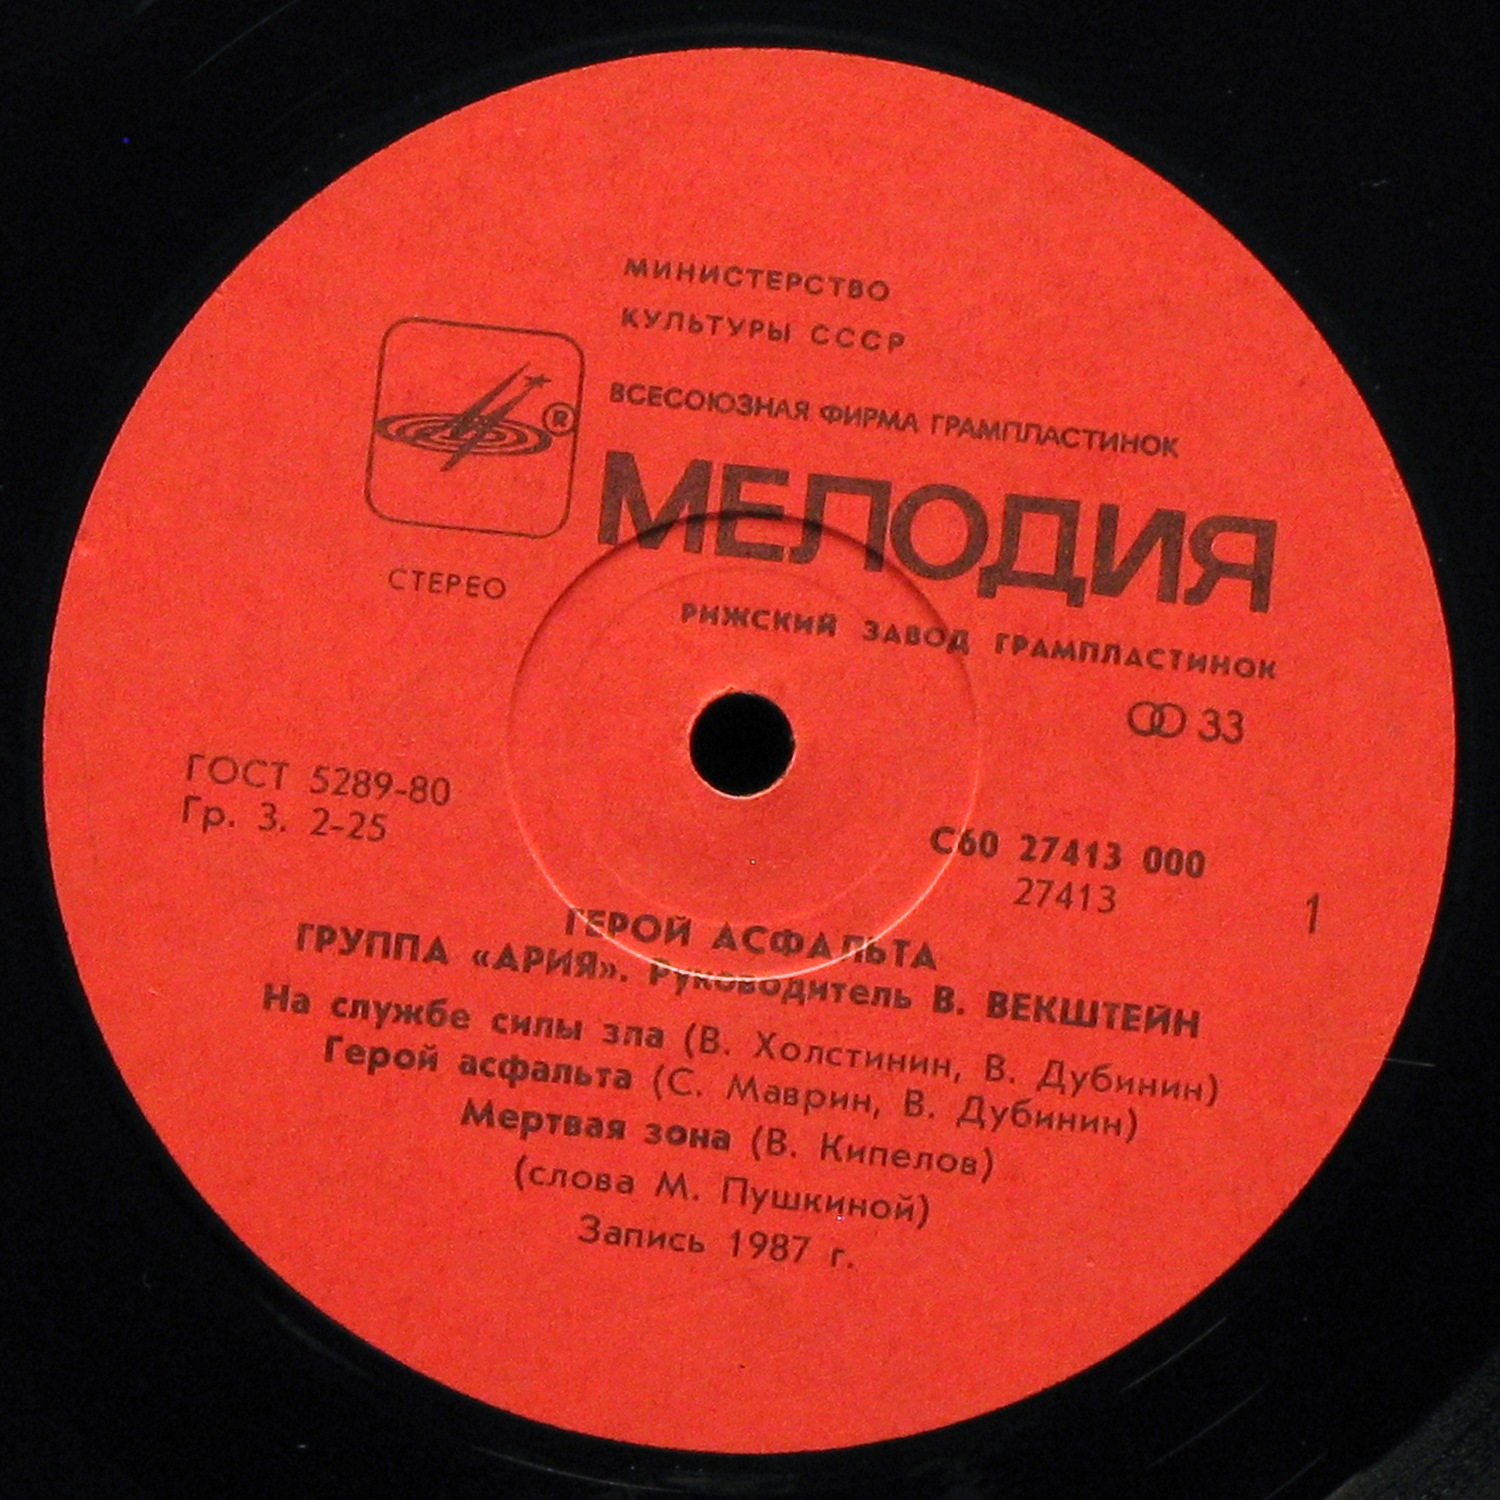 МИНИСТЕРСТВО
КУЛЬТУРЫ СССР
®
ВСЕСОЮЗНАЯ ФИРМА ГРАМПЛАСТИНОК
МЕЛОДИЯ
СТЕРЕО
РИЖСКИЙ ЗАВОД ГРАМПЛАСТИНОК
33
ГОСТ 5289-80
Гр. 3. 2-25
С60 27413 000
27413
1
ГЕРОЙ АСФАЛЬТА
ГРУППА «АРИЯ». Руководитель В. ВЕКШТЕЙН
На службе силы зла (В. Холстинин, В. Дубинин)
Герой асфальта (С. Маврин, В. Дубинин)
Мертвая зона (В. Кипелов)
(слова М. Пушкиной)
Запись 1987 г.